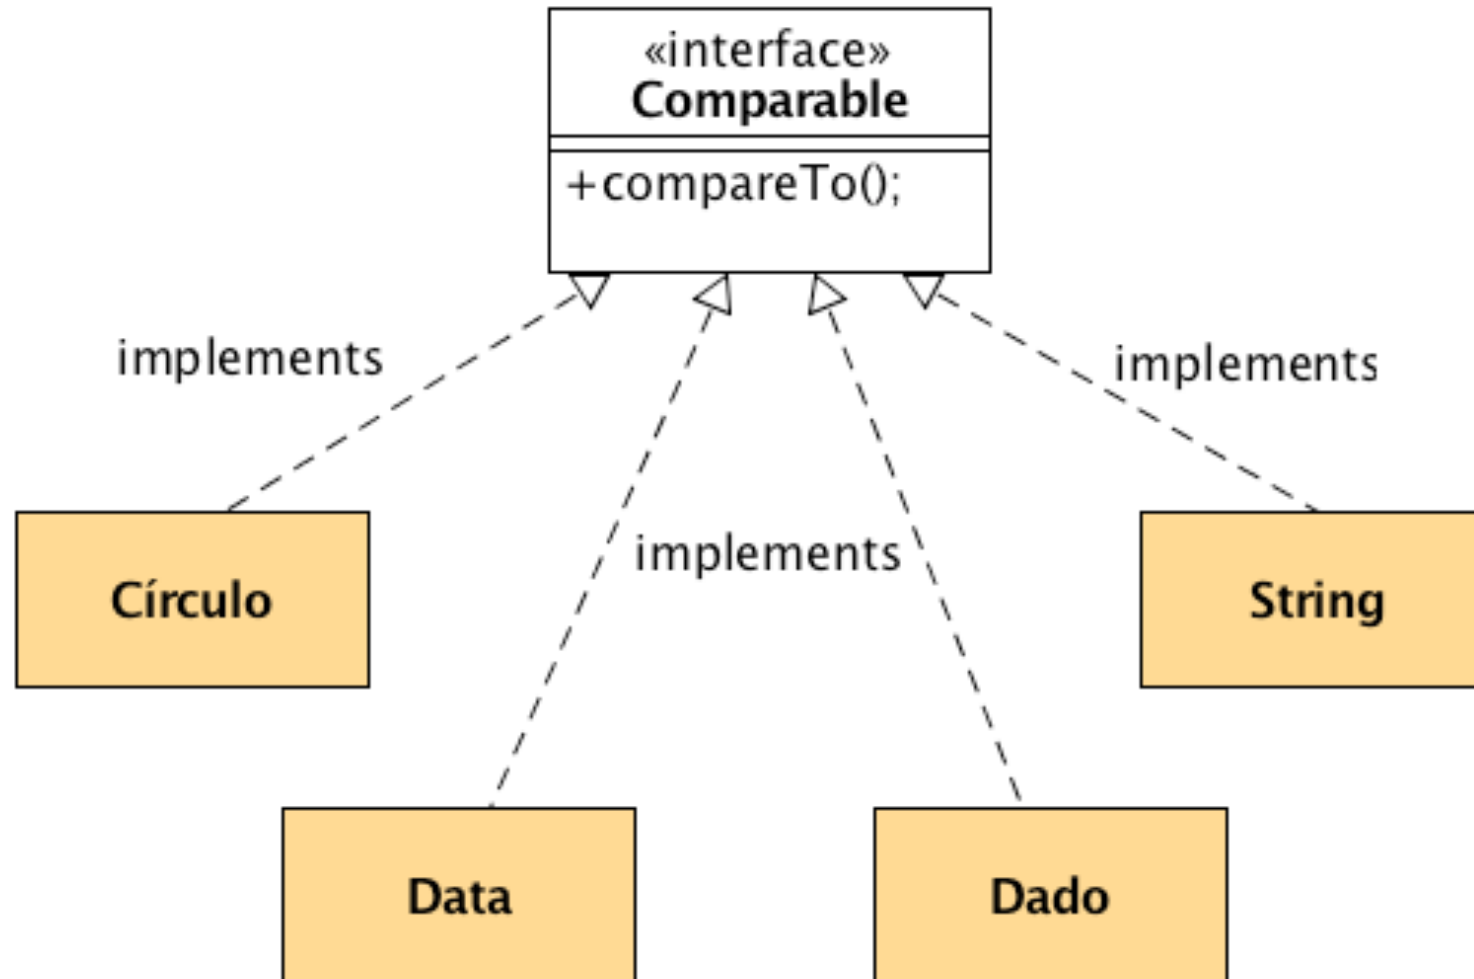 «interface»
Comparable
+compareTo();
implements
implements
Círculo
implements
String
Data
Dado